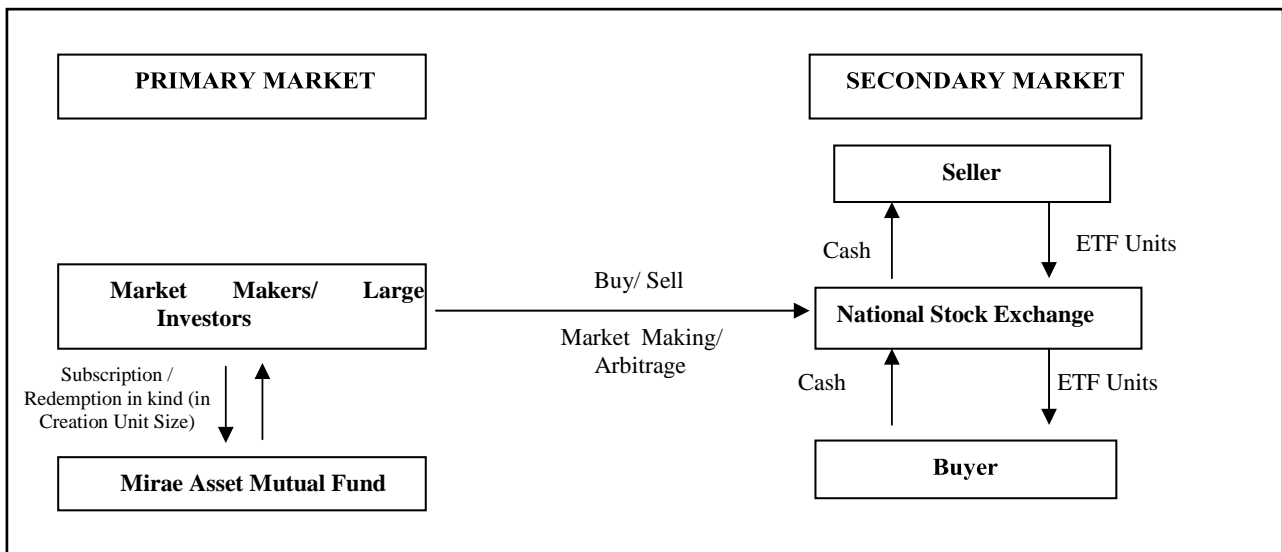 PRIMARY MARKET
SECONDARY MARKET
Seller
Cash
ETF Units
Market Makers/ Large
Investors
Buy/ Sell
Market Making/
Arbitrage
National Stock Exchange
Subscription /
Redemption in kind (in
Creation Unit Size)
Cash
ETF Units
Mirae Asset Mutual Fund
Buyer